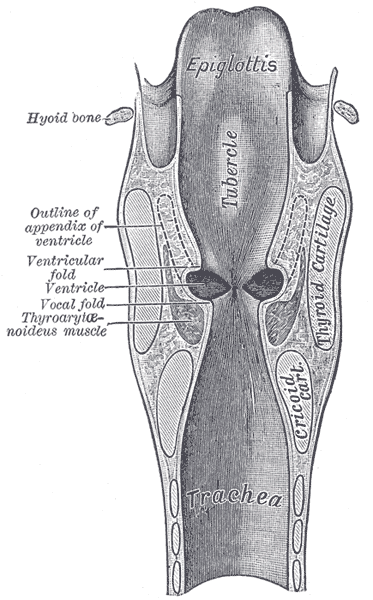 Epiglottis
Hyoid bone
Tubercle
Outline of
appendix of
ventricle
Ventricular
fold
Ventricle
Vocal fold
Thyroarytæ-
noideus muscle
Thyroid Cartilage
Cricoid
cart.
Trachea